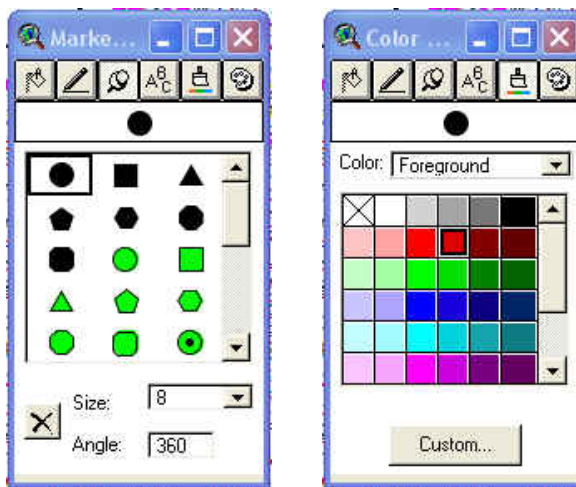 Marke...
A B C
Size: 8
Angle: 360
Color ...
A B C
Color: Foreground
Custom...